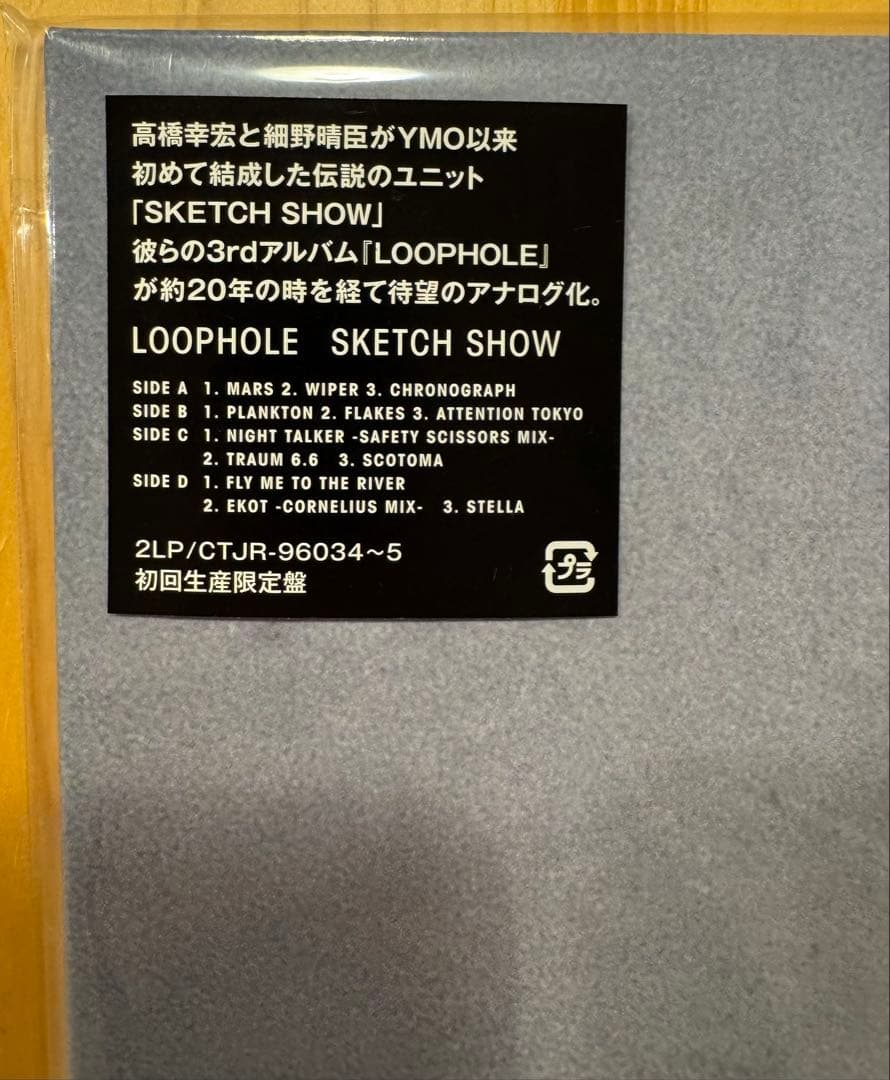 高橋幸宏と細野晴臣がYMO以来
初めて結成した伝説のユニット
「SKETCH SHOW」
彼らの3rdアルバム『LOOPHOLE』
が約20年の時を経て待望のアナログ化。
LOOPHOLE SKETCH SHOW
SIDE A 1. MARS 2. WIPER 3. CHRONOGRAPH
SIDE B 1. PLANKTON 2. FLAKES 3. ATTENTION TOKYO
SIDE C 1. NIGHT TALKER -SAFETY SCISSORS MIX-
2. TRAUM 6.6 3. SCOTOMA
SIDE D 1. FLY ME TO THE RIVER
2. EKOT -CORNELIUS MIX- 3. STELLA
2LP/CTJR-96034~5
初回生産限定盤
プラ